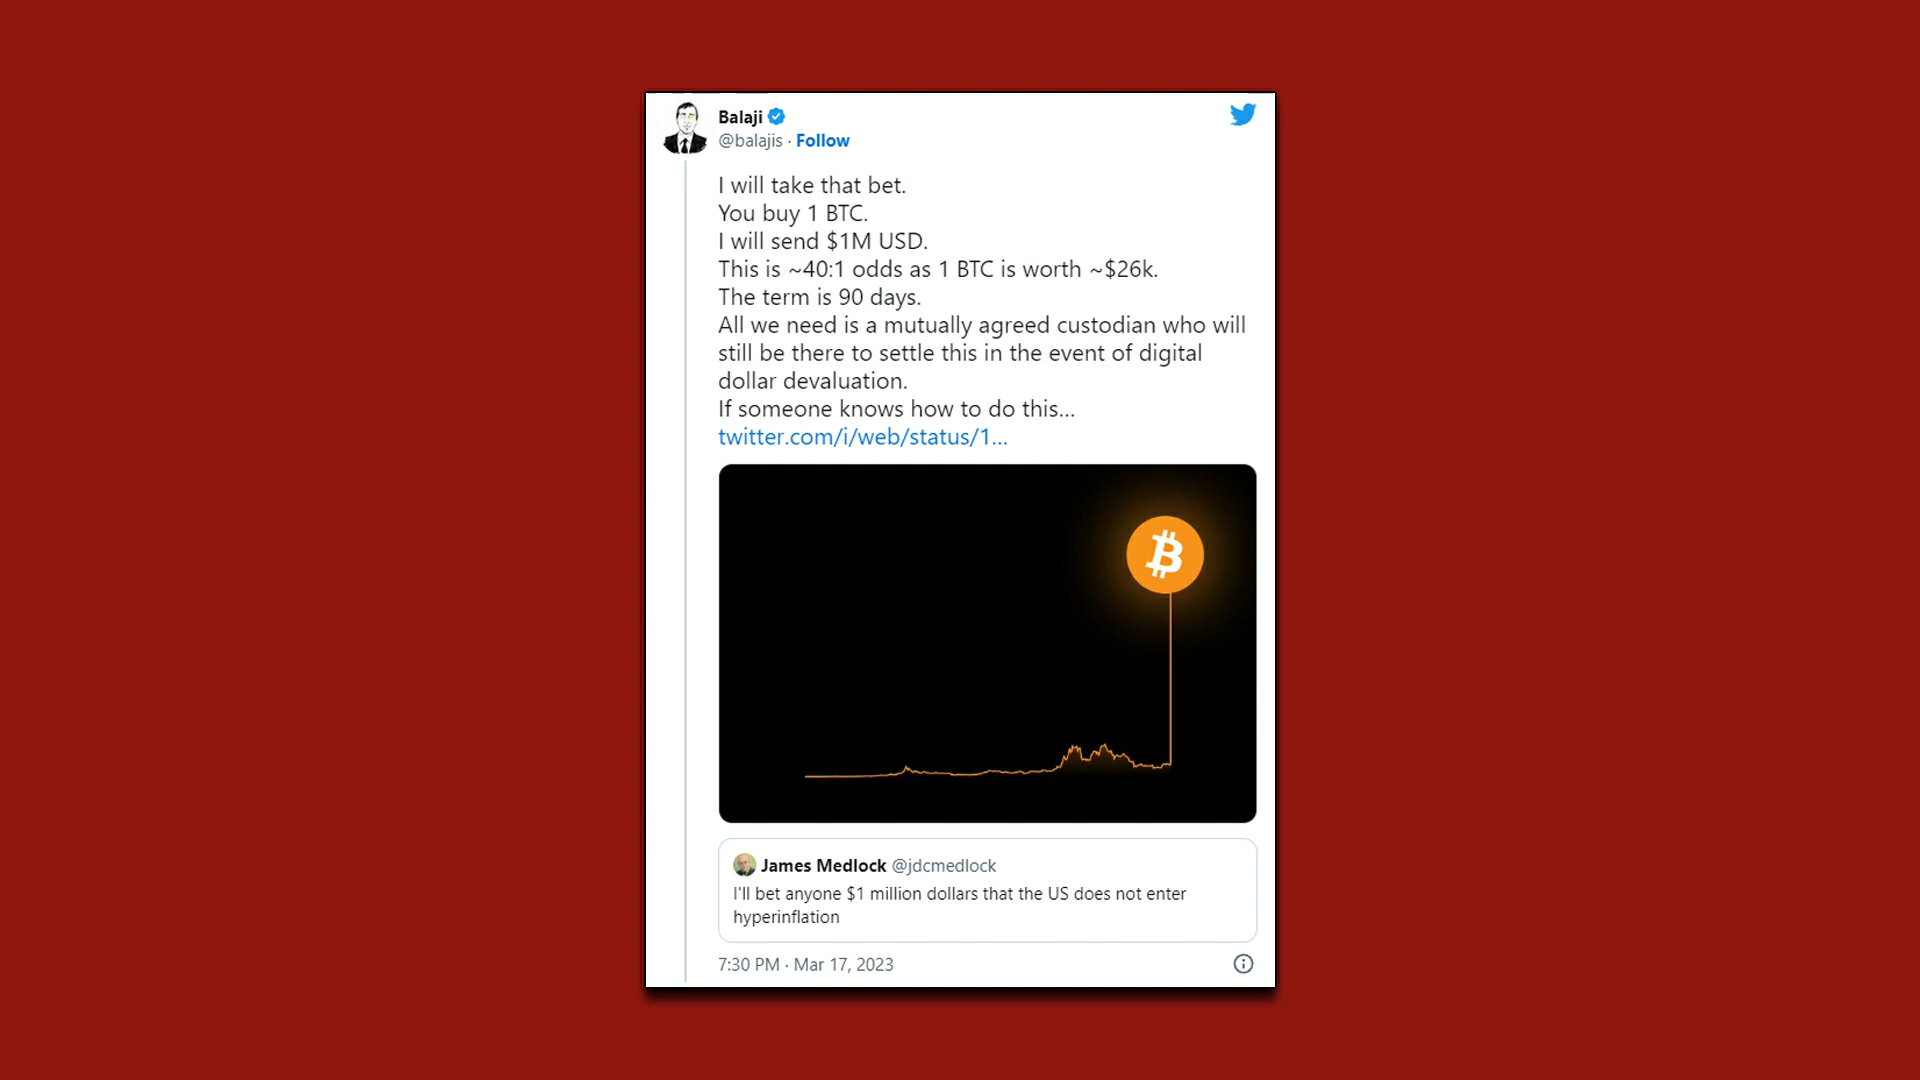 Balaji
@balajis · Follow
I will take that bet.
You buy 1 BTC.
I will send $1M USD.
This is ~40:1 odds as 1 BTC is worth ~$26k.
The term is 90 days.
All we need is a mutually agreed custodian who will
still be there to settle this in the event of digital
dollar devaluation.
If someone knows how to do this...
twitter.com/i/web/status/1...
James Medlock @jdcmedlock
I'll bet anyone $1 million dollars that the US does not enter
hyperinflation
7:30 PM · Mar 17, 2023